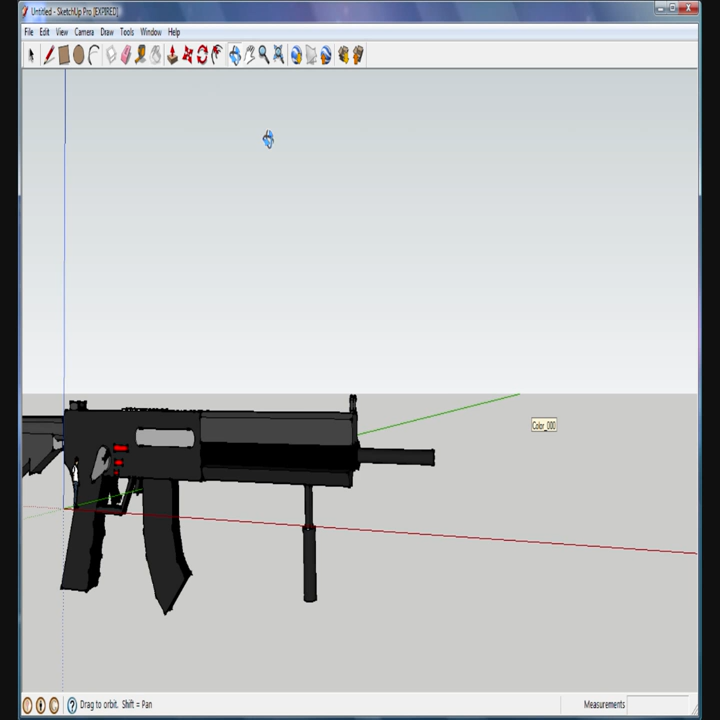 Untitled - SketchUp Pro [EXPIRED]
File Edit View Camera Draw Tools Window Help
Color_000
Drag to orbit. Shift = Pan
Measurements